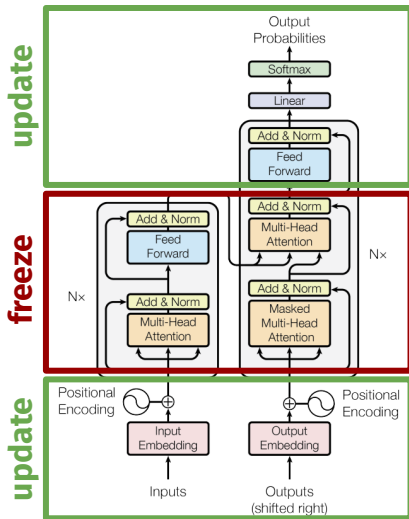 update
Output
Probabilities
Softmax
Linear
Add & Norm
Feed
Forward
freeze
Add & Norm
Feed
Forward
N×
Add & Norm
Multi-Head
Attention
Add & Norm
Multi-Head
Attention
N×
Add & Norm
Masked
Multi-Head
Attention
update
Positional
Encoding
Input
Embedding
Inputs
Positional
Encoding
Output
Embedding
Outputs
(shifted right)